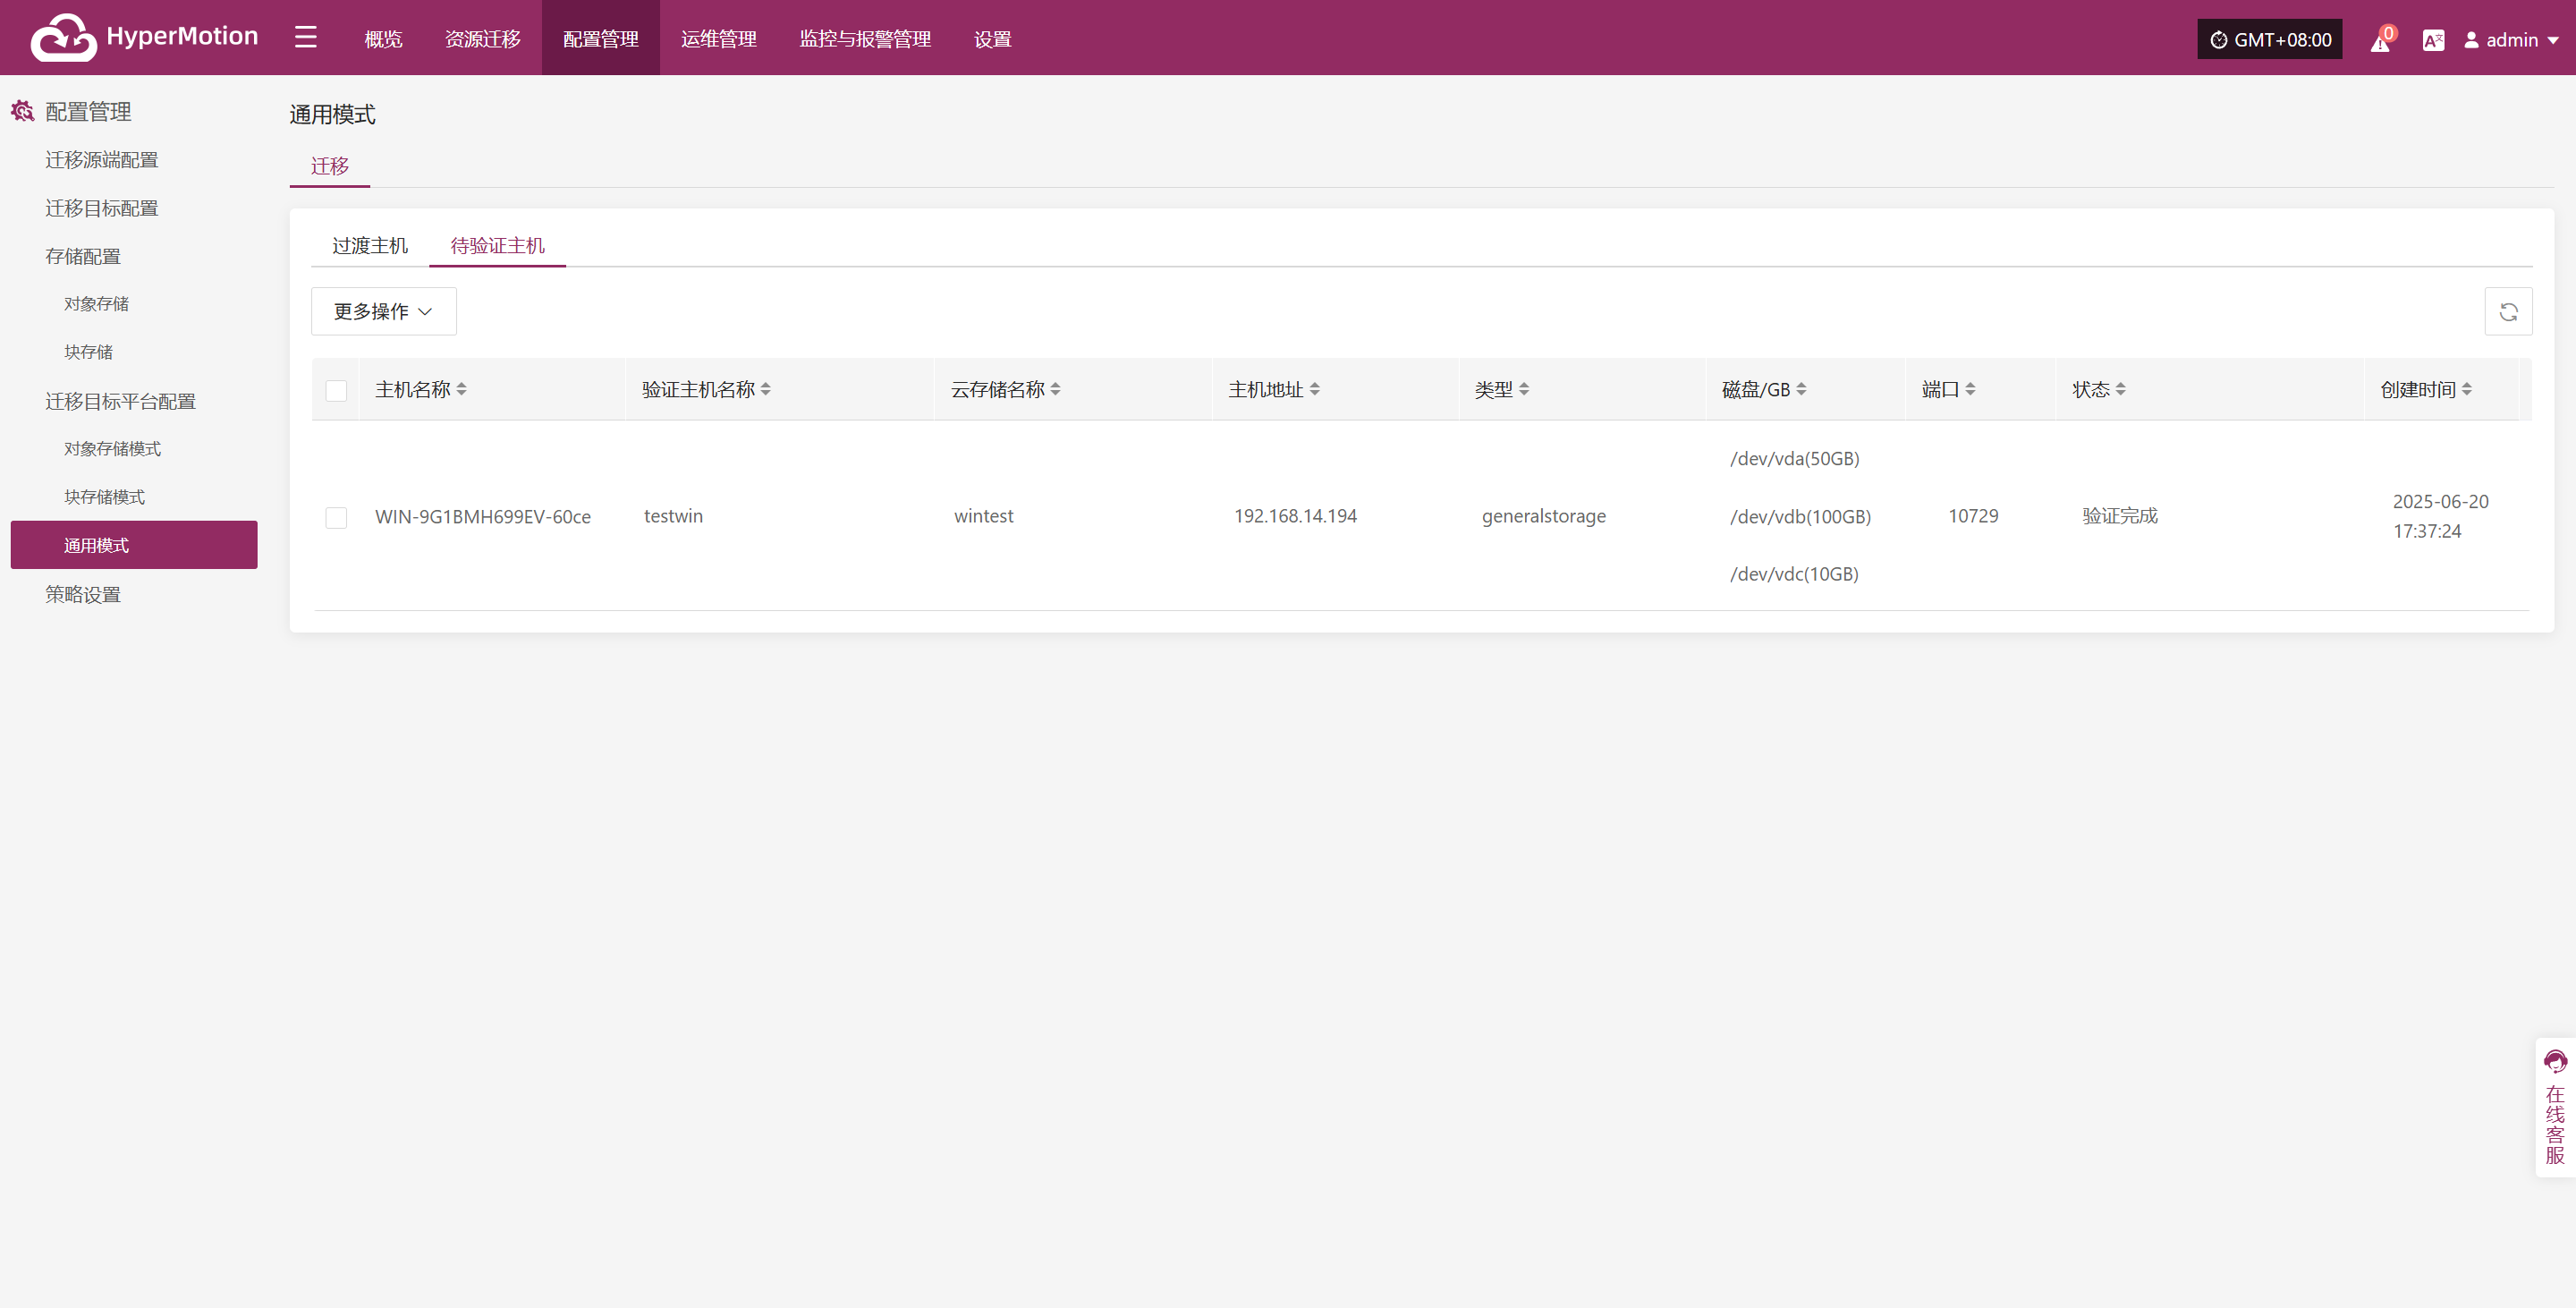 HyperMotion
概览
资源迁移
配置管理
运维管理
监控与报警管理
设置
GMT+08:00
0
admin
配置管理
迁移源端配置
迁移目标配置
存储配置
对象存储
块存储
迁移目标平台配置
对象存储模式
块存储模式
通用模式
策略设置
通用模式
迁移
过渡主机 待验证主机
更多操作
主机名称 验证主机名称 云存储名称 主机地址 类型 磁盘/GB 端口 状态 创建时间
WIN-9G1BMH699EV-60ce testwin wintest 192.168.14.194 generalstorage
/dev/vda(50GB)
/dev/vdb(100GB)
/dev/vdc(10GB)
10729 验证完成
2025-06-20
17:37:24
在线客服